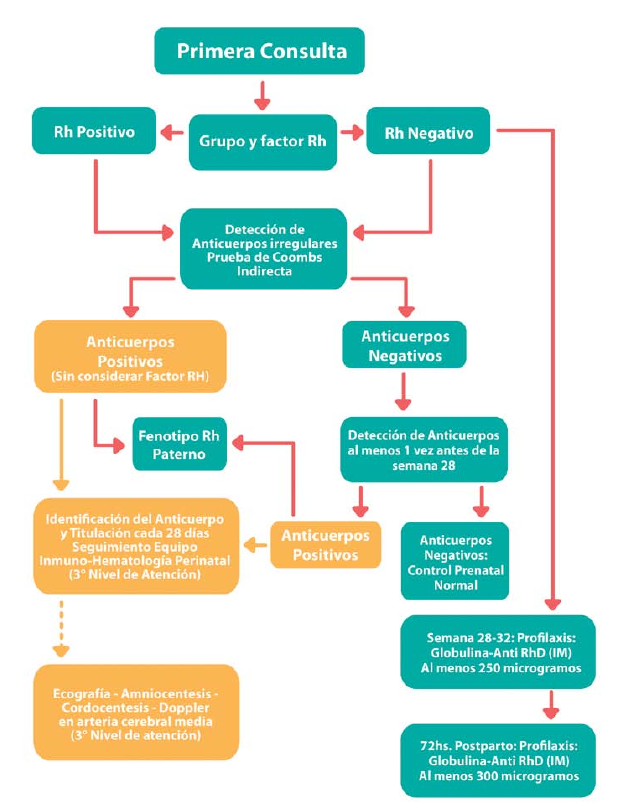 Primera Consulta
Rh Positivo
Grupo y factor Rh
Rh Negativo
Detección de
Anticuerpos irregulares
Prueba de Coombs
Indirecta
Anticuerpos
Positivos
(Sin considerar Factor RH)
Anticuerpos
Negativos
Fenotipo Rh
Paterno
Detección de Anticuerpos
al menos 1 vez antes de la
semana 28
Identificación del Anticuerpo
y Titulación cada 28 días
Seguimiento Equipo
Inmuno-Hematología Perinatal
(3° Nivel de Atención)
Anticuerpos
Positivos
Anticuerpos
Negativos:
Control Prenatal
Normal
Semana 28-32: Profilaxis:
Globulina-Anti RhD (IM)
Al menos 250 microgramos
Ecografía - Amniocentesis -
Cordocentesis - Doppler
en arteria cerebral media
(3° Nivel de atención)
72hs. Postparto: Profilaxis:
Globulina-Anti RhD (IM)
Al menos 300 microgramos